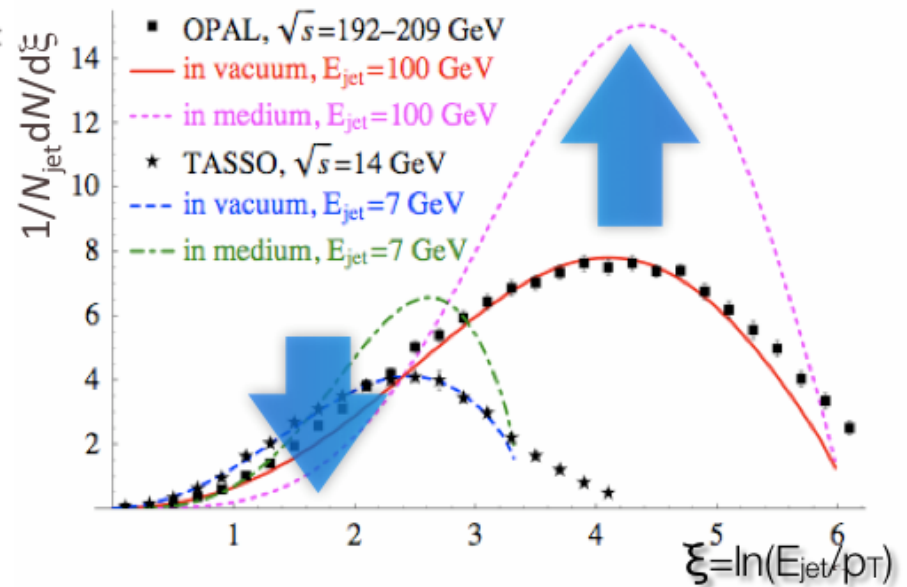 1/N_jet dN/dξ
14
12
10
8
6
4
2
OPAL, √s=192–209 GeV
in vacuum, E_jet=100 GeV
in medium, E_jet=100 GeV
TASSO, √s=14 GeV
in vacuum, E_jet=7 GeV
in medium, E_jet=7 GeV
1 2 3 4 5 6
ξ=ln(E_jet/p_T)